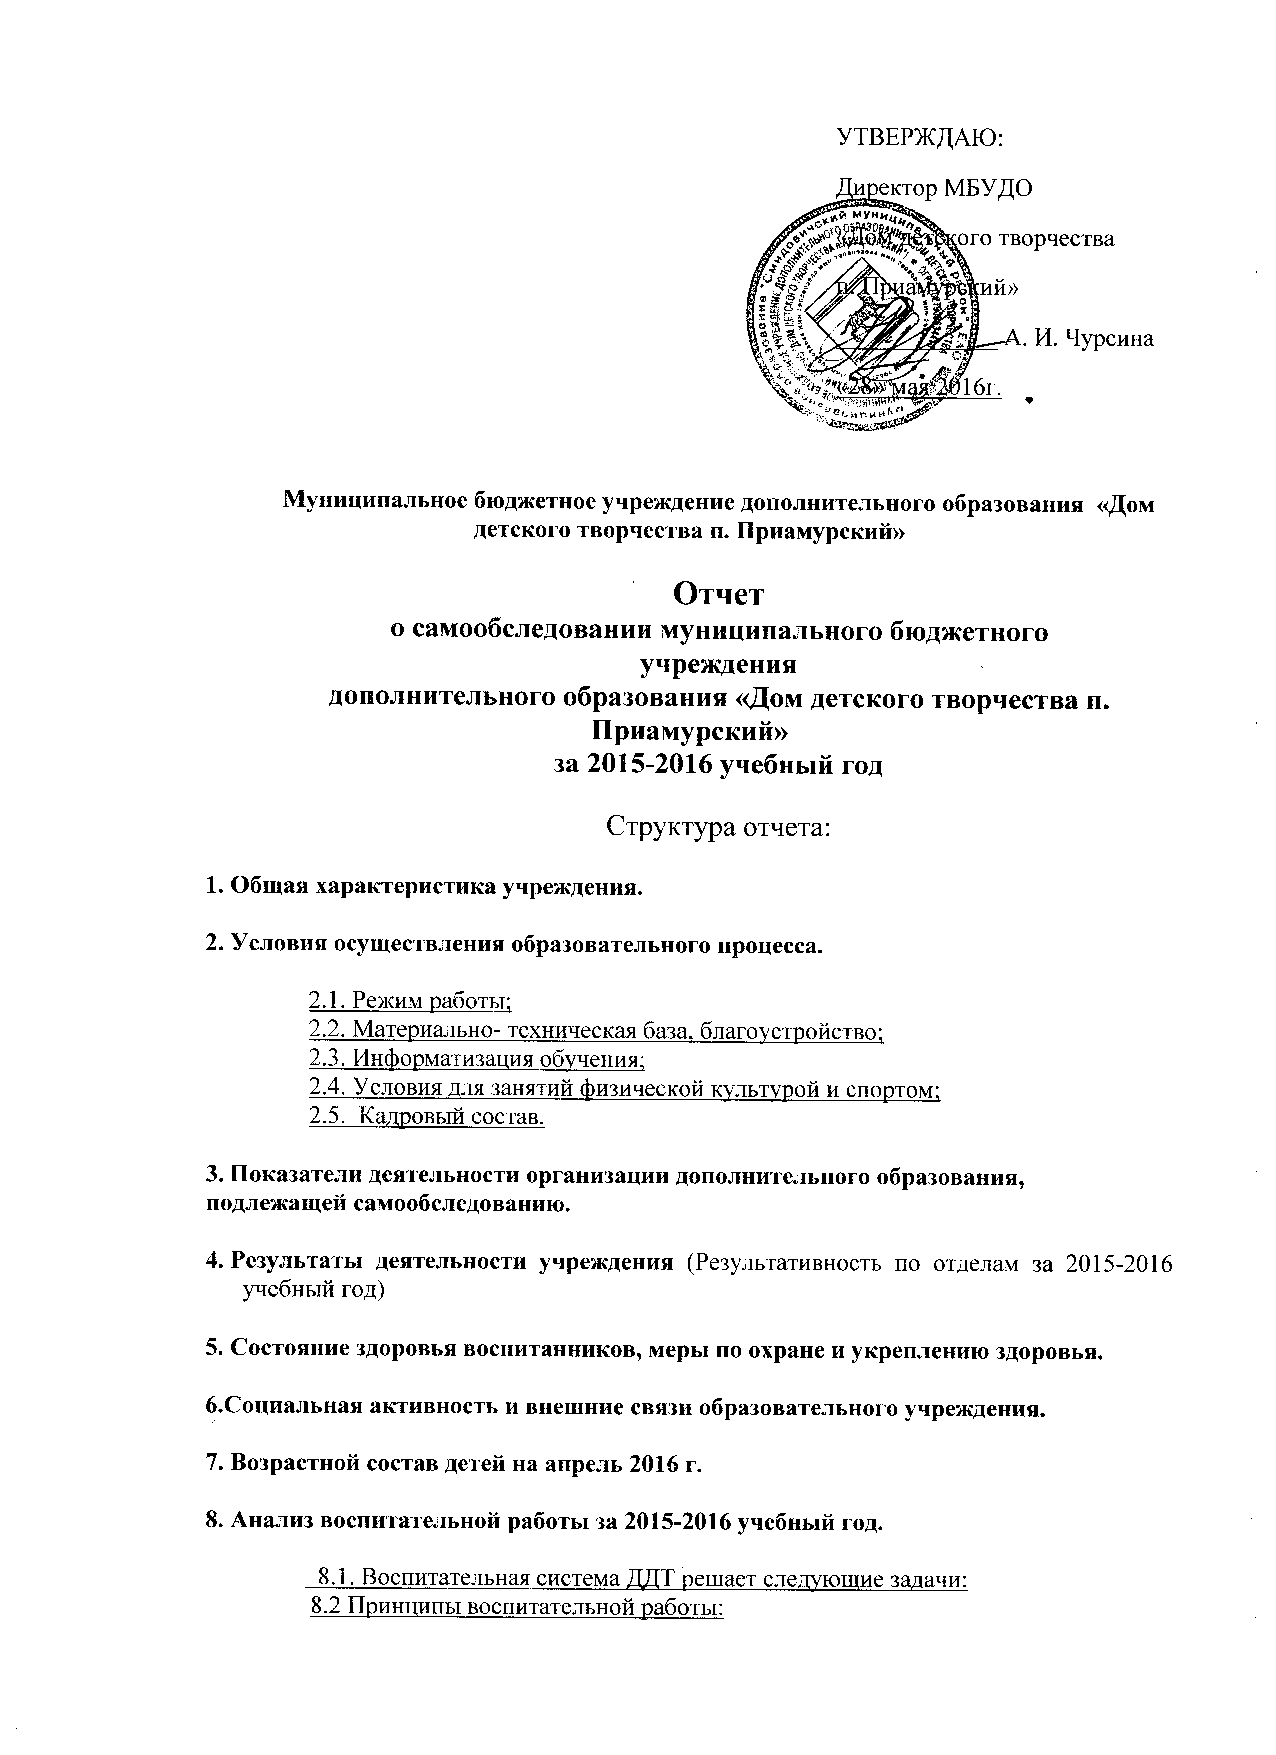 УТВЕРЖДАЮ:
Директор МБУДО
«Дом детского творчества
п. Приамурский»
А. И. Чурсина
«28» мая 2016г.
Муниципальное бюджетное учреждение дополнительного образования «Дом
детского творчества п. Приамурский»
Отчет
о самообследовании муниципального бюджетного
учреждения
дополнительного образования «Дом детского творчества п.
Приамурский»
за 2015-2016 учебный год
Структура отчета:
1. Общая характеристика учреждения.
2. Условия осуществления образовательного процесса.
2.1. Режим работы;
2.2. Материально- техническая база, благоустройство;
2.3. Информатизация обучения;
2.4. Условия для занятий физической культурой и спортом;
2.5. Кадровый состав.
3. Показатели деятельности организации дополнительного образования,
подлежащей самообследованию.
4. Результаты деятельности учреждения (Результативность по отделам за 2015-2016
учебный год)
5. Состояние здоровья воспитанников, меры по охране и укреплению здоровья.
6.Социальная активность и внешние связи образовательного учреждения.
7. Возрастной состав детей на апрель 2016 г.
8. Анализ воспитательной работы за 2015-2016 учебный год.
8.1. Воспитательная система ДДТ решает следующие задачи:
8.2 Принципы воспитательной работы: